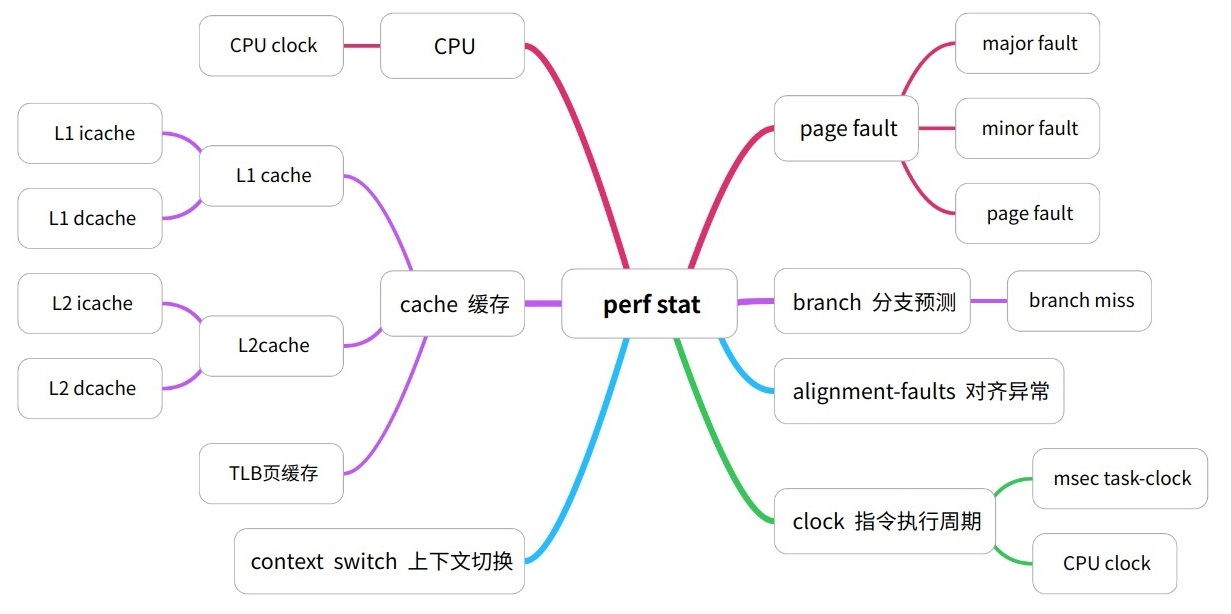 perf stat
CPU
CPU clock
cache 缓存
L1 cache
L1 icache
L1 dcache
L2cache
L2 icache
L2 dcache
TLB页缓存
context switch 上下文切换
page fault
major fault
minor fault
page fault
branch 分支预测
branch miss
alignment-faults 对齐异常
clock 指令执行周期
msec task-clock
CPU clock